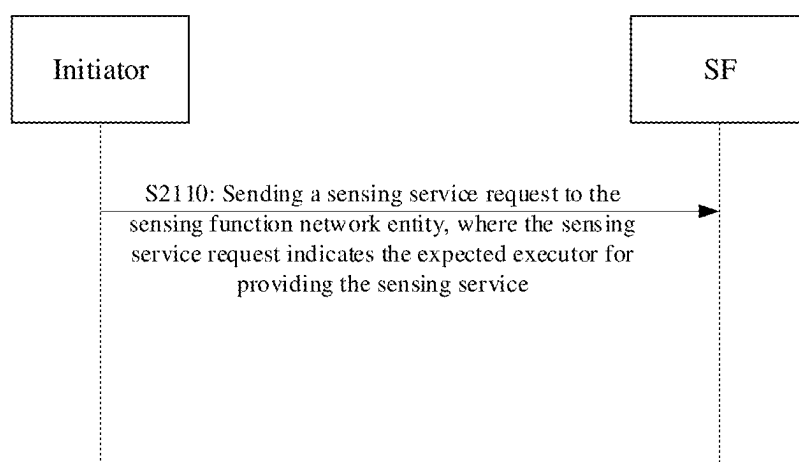 Initiator
SF
S2110: Sending a sensing service request to the
sensing function network entity, where the sensing
service request indicates the expected executor for
providing the sensing service